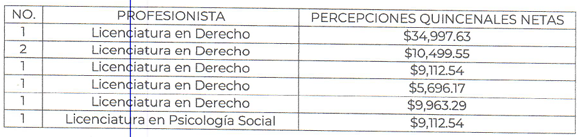 NO. PROFESIONISTA PERCEPCIONES QUINCENALES NETAS
1 Licenciatura en Derecho $34,997.63
2 Licenciatura en Derecho $10,499.55
1 Licenciatura en Derecho $9,112.54
1 Licenciatura en Derecho $5,696.17
1 Licenciatura en Derecho $9,963.29
1 Licenciatura en Psicología Social $9,112.54